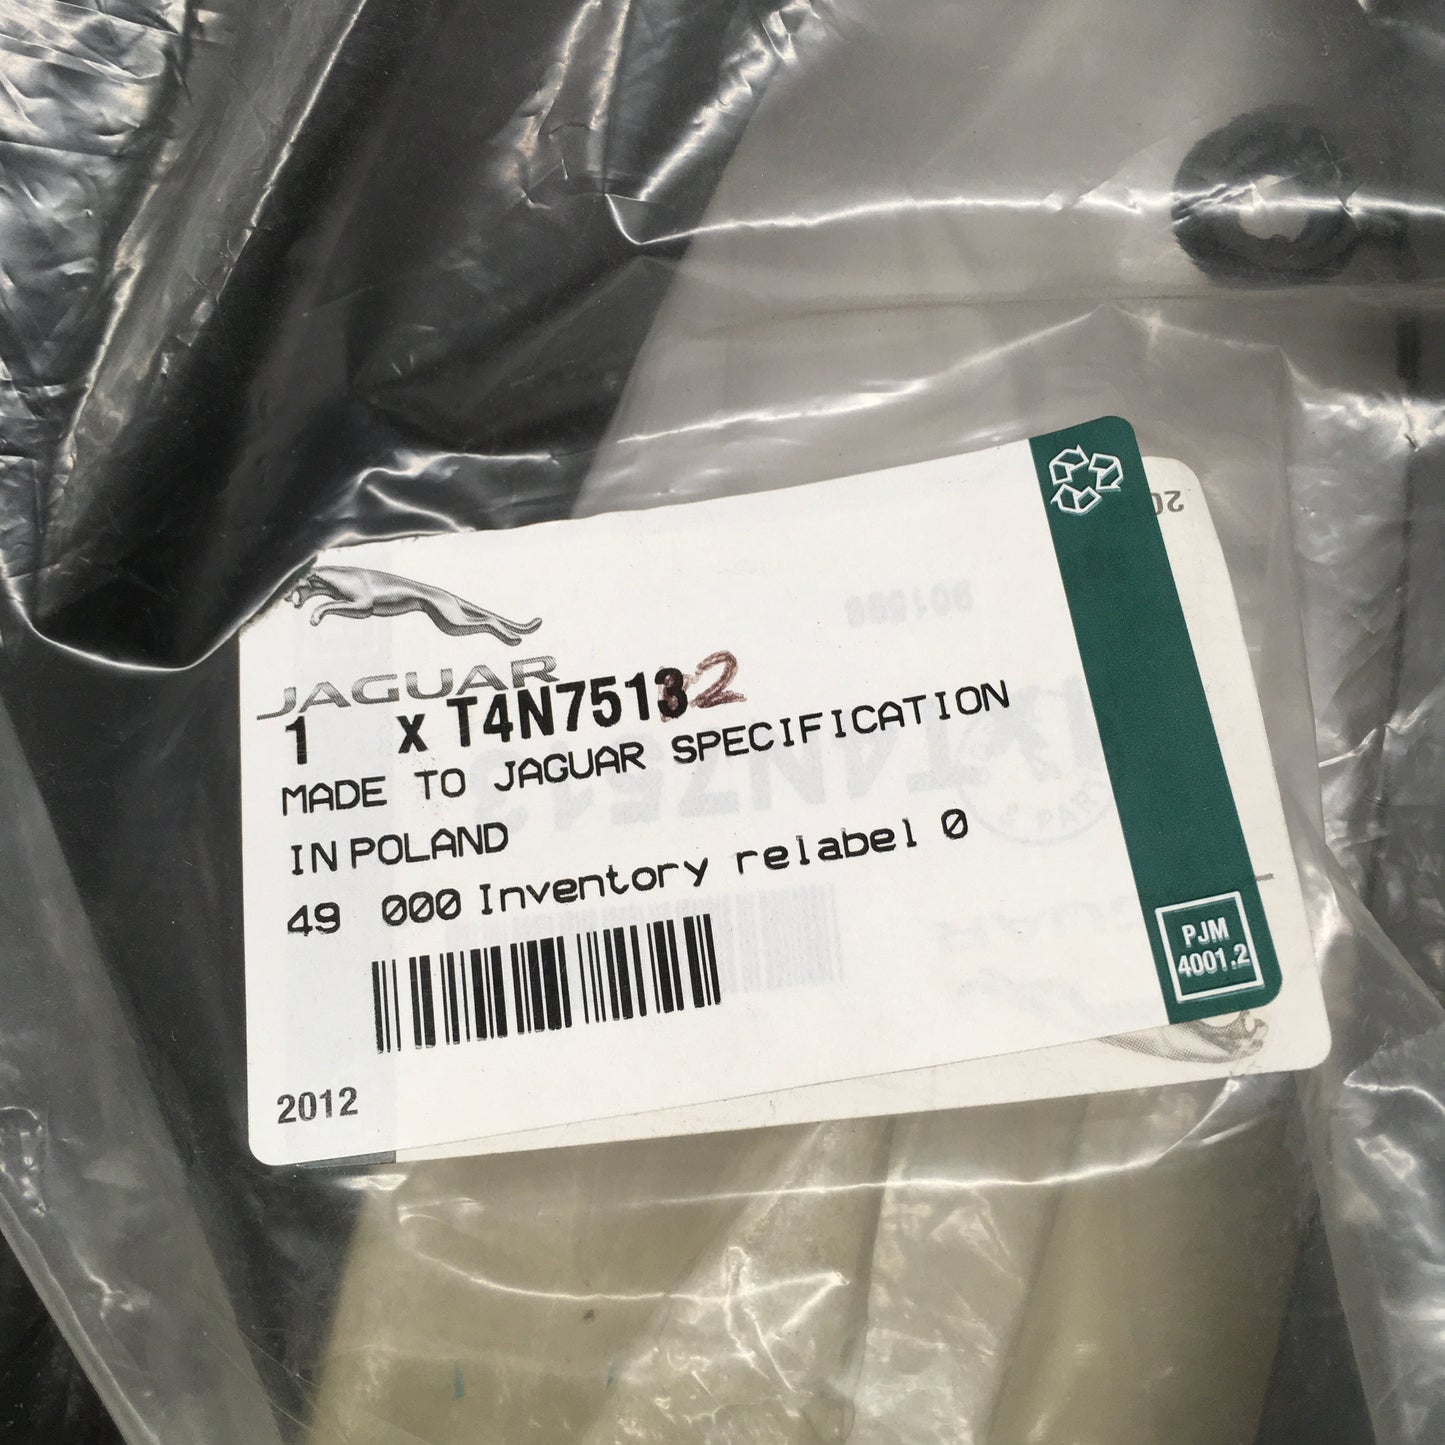 JAGUAR
1 X T4N75132
MADE TO JAGUAR SPECIFICATION
IN POLAND
49 000 Inventory relabel 0
2012
PJM
4001.2